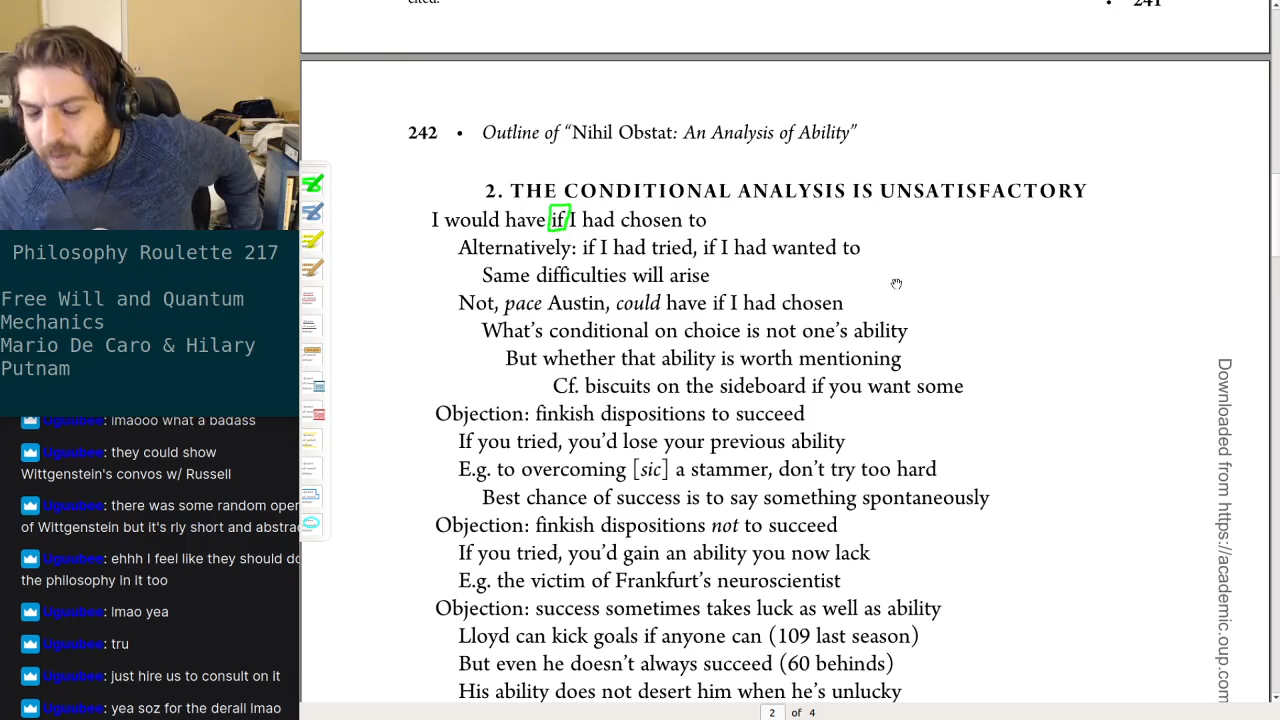 cited.
• 241
242 • Outline of “Nihil Obstat: An Analysis of Ability”
2. THE CONDITIONAL ANALYSIS IS UNSATISFACTORY
I would have if I had chosen to
Alternatively: if I had tried, if I had wanted to
Same difficulties will arise
Not, pace Austin, could have if I had chosen
What’s conditional on choice is not one’s ability
But whether that ability is worth mentioning
Cf. biscuits on the sideboard if you want some
Objection: finkish dispositions to succeed
If you tried, you’d lose your previous ability
E.g. to overcoming [sic] a stammer, don’t try too hard
Best chance of success is to say something spontaneously
Objection: finkish dispositions not to succeed
If you tried, you’d gain an ability you now lack
E.g. the victim of Frankfurt’s neuroscientist
Objection: success sometimes takes luck as well as ability
Lloyd can kick goals if anyone can (109 last season)
But even he doesn’t always succeed (60 behinds)
His ability does not desert him when he’s unlucky
Downloaded from https://academic.oup.com
2 of 4
Philosophy Roulette 217
Free Will and Quantum
Mechanics
Mario De Caro & Hilary
Putnam
Uguubee: lmaooo what a badass
Uguubee: they could show
Wittgenstein's convos w/ Russell
Uguubee: there was some random oper
of Wittgenstein but it's rly short and abstra
Uguubee: ehhh I feel like they should do
the philosophy in it too
Uguubee: lmao yea
Uguubee: tru
Uguubee: just hire us to consult on it
Uguubee: yea soz for the derall lmao